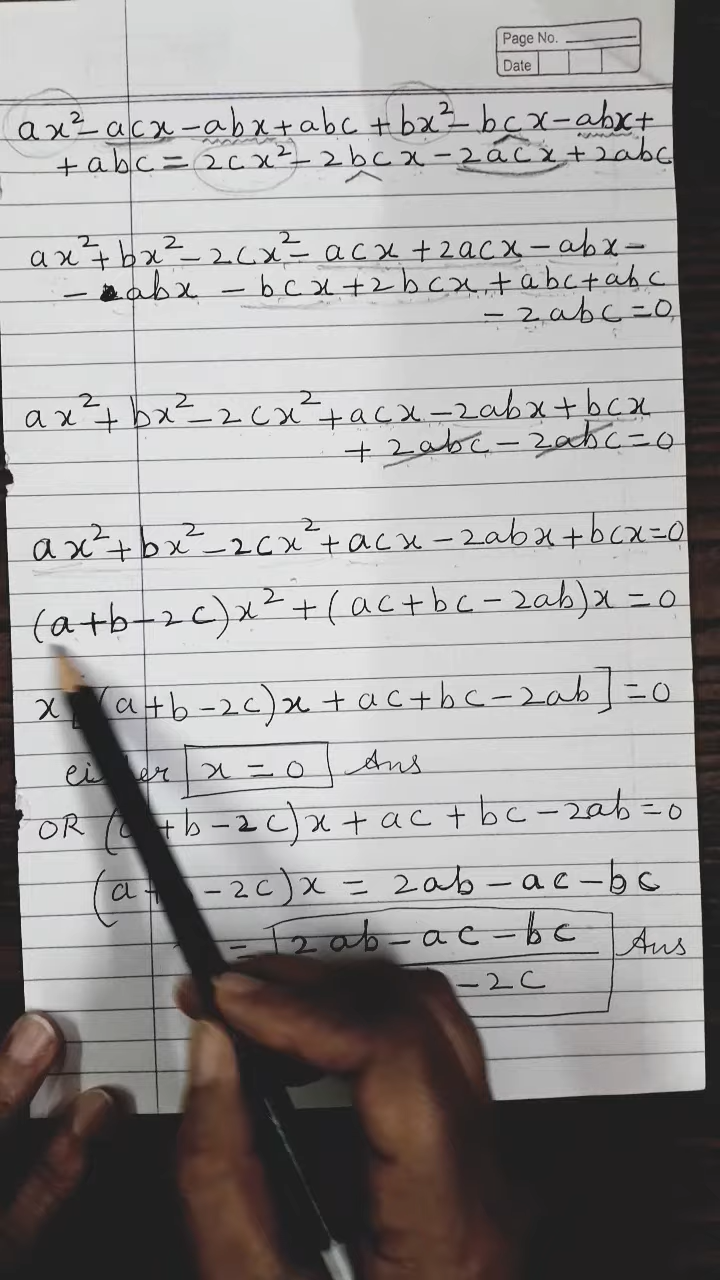 Page No.
Date
ax² - acx - abx + abc + bx² - bcx - abx +
+ abc = 2cx² - 2bcx - 2acx + 2abc
ax² + bx² - 2cx² - acx + 2acx - abx -
- abx - bcx + 2bcx + abc + abc
- 2abc = 0
ax² + bx² - 2cx² + acx - 2abx + bcx
+ 2abc - 2abc = 0
ax² + bx² - 2cx² + acx - 2abx + bcx = 0
(a + b - 2c)x² + (ac + bc - 2ab)x = 0
x [(a + b - 2c)x + ac + bc - 2ab] = 0
x = 0 Ans
OR ( + b - 2c)x + ac + bc - 2ab = 0
(a - 2c)x = 2ab - ac - bc
= 2ab - ac - bc Ans
- 2c